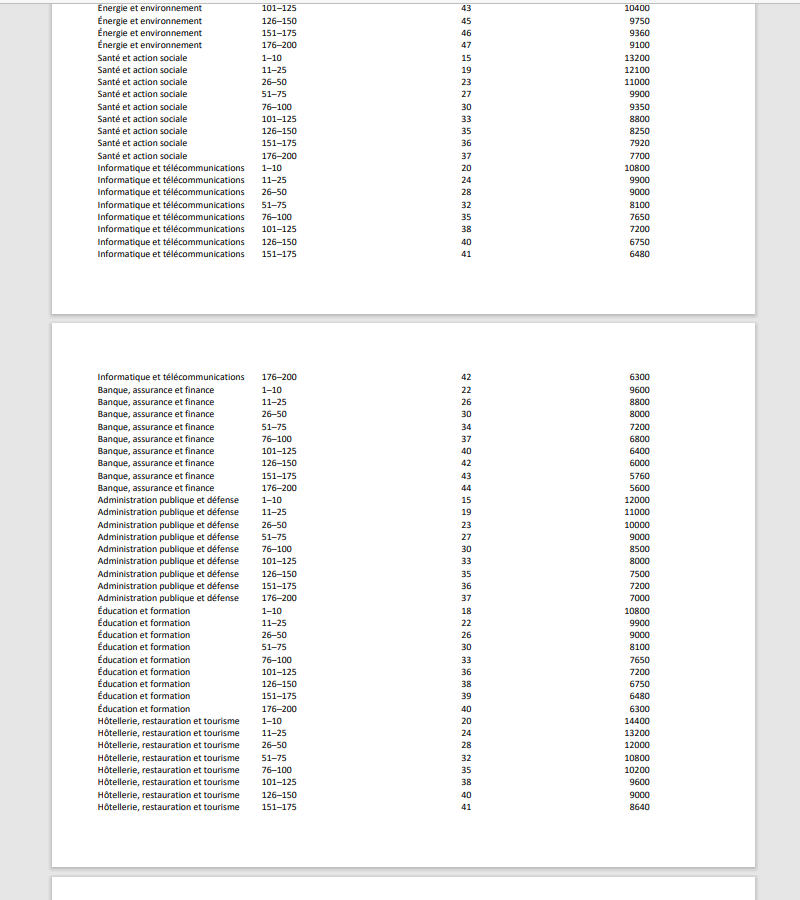 Énergie et environnement 101–125 43 10400
Énergie et environnement 126–150 45 9750
Énergie et environnement 151–175 46 9360
Énergie et environnement 176–200 47 9100
Santé et action sociale 1–10 15 13200
Santé et action sociale 11–25 19 12100
Santé et action sociale 26–50 23 11000
Santé et action sociale 51–75 27 9900
Santé et action sociale 76–100 30 9350
Santé et action sociale 101–125 33 8800
Santé et action sociale 126–150 35 8250
Santé et action sociale 151–175 36 7920
Santé et action sociale 176–200 37 7700
Informatique et télécommunications 1–10 20 10800
Informatique et télécommunications 11–25 24 9900
Informatique et télécommunications 26–50 28 9000
Informatique et télécommunications 51–75 32 8100
Informatique et télécommunications 76–100 35 7650
Informatique et télécommunications 101–125 38 7200
Informatique et télécommunications 126–150 40 6750
Informatique et télécommunications 151–175 41 6480
Informatique et télécommunications 176–200 42 6300
Banque, assurance et finance 1–10 22 9600
Banque, assurance et finance 11–25 26 8800
Banque, assurance et finance 26–50 30 8000
Banque, assurance et finance 51–75 34 7200
Banque, assurance et finance 76–100 37 6800
Banque, assurance et finance 101–125 40 6400
Banque, assurance et finance 126–150 42 6000
Banque, assurance et finance 151–175 43 5760
Banque, assurance et finance 176–200 44 5600
Administration publique et défense 1–10 15 12000
Administration publique et défense 11–25 19 11000
Administration publique et défense 26–50 23 10000
Administration publique et défense 51–75 27 9000
Administration publique et défense 76–100 30 8500
Administration publique et défense 101–125 33 8000
Administration publique et défense 126–150 35 7500
Administration publique et défense 151–175 36 7200
Administration publique et défense 176–200 37 7000
Éducation et formation 1–10 18 10800
Éducation et formation 11–25 22 9900
Éducation et formation 26–50 26 9000
Éducation et formation 51–75 30 8100
Éducation et formation 76–100 33 7650
Éducation et formation 101–125 36 7200
Éducation et formation 126–150 38 6750
Éducation et formation 151–175 39 6480
Éducation et formation 176–200 40 6300
Hôtellerie, restauration et tourisme 1–10 20 14400
Hôtellerie, restauration et tourisme 11–25 24 13200
Hôtellerie, restauration et tourisme 26–50 28 12000
Hôtellerie, restauration et tourisme 51–75 32 10800
Hôtellerie, restauration et tourisme 76–100 35 10200
Hôtellerie, restauration et tourisme 101–125 38 9600
Hôtellerie, restauration et tourisme 126–150 40 9000
Hôtellerie, restauration et tourisme 151–175 41 8640